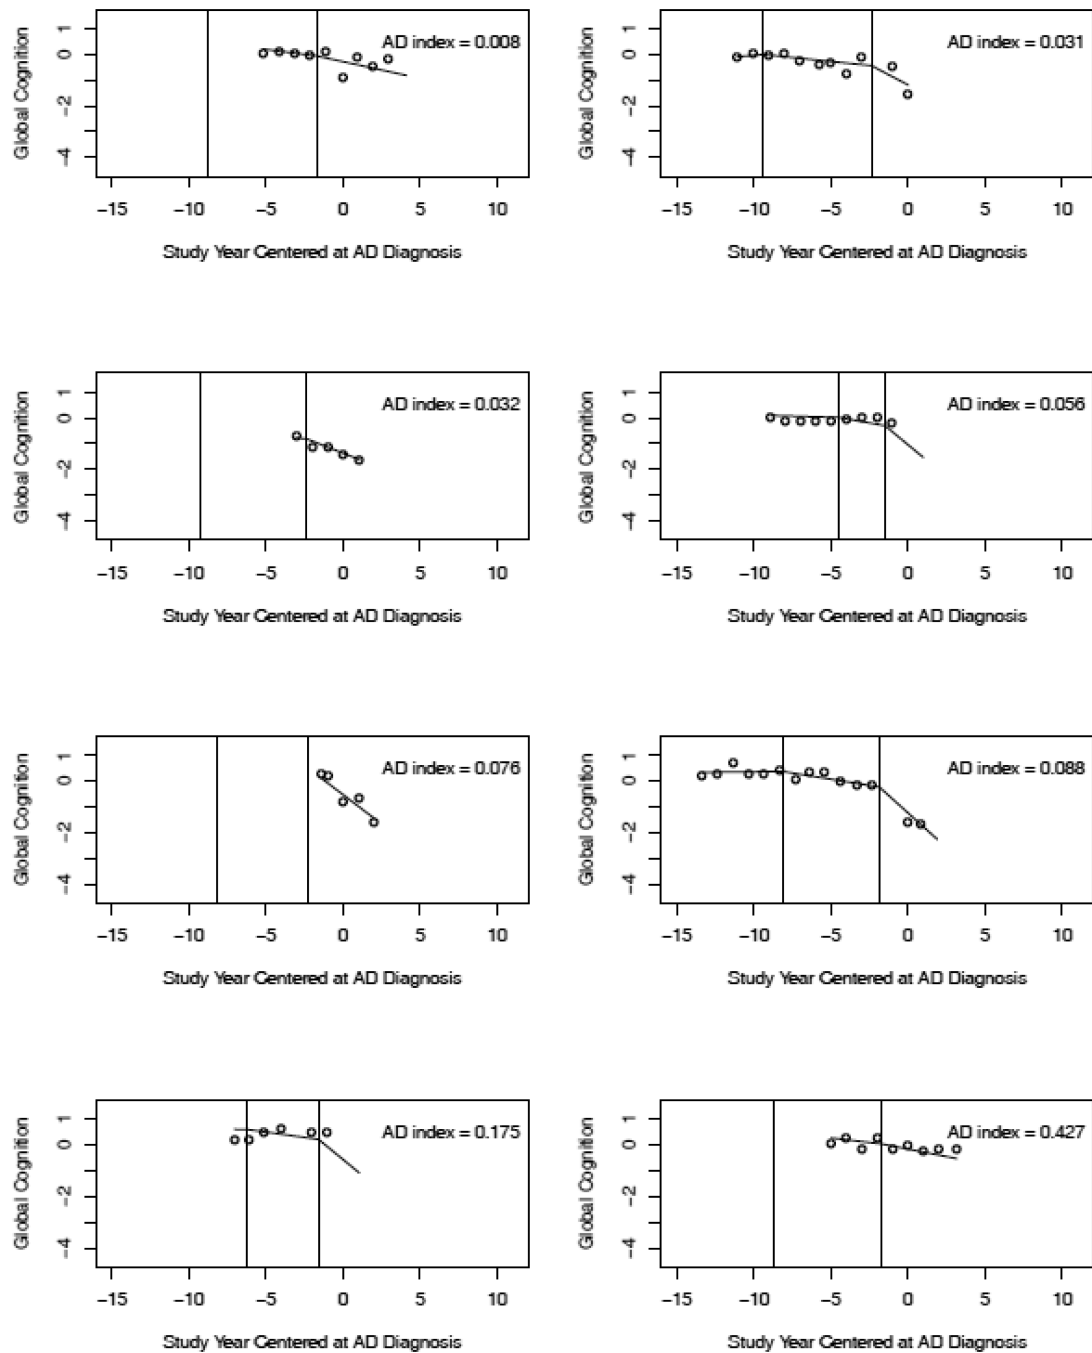 Global Cognition
1
0
−2
−4
AD index = 0.008
−15 −10 −5 0 5 10
Study Year Centered at AD Diagnosis
Global Cognition
1
0
−2
−4
AD index = 0.031
−15 −10 −5 0 5 10
Study Year Centered at AD Diagnosis
Global Cognition
1
0
−2
−4
AD index = 0.032
−15 −10 −5 0 5 10
Study Year Centered at AD Diagnosis
Global Cognition
1
0
−2
−4
AD index = 0.056
−15 −10 −5 0 5 10
Study Year Centered at AD Diagnosis
Global Cognition
1
0
−2
−4
AD index = 0.076
−15 −10 −5 0 5 10
Study Year Centered at AD Diagnosis
Global Cognition
1
0
−2
−4
AD index = 0.088
−15 −10 −5 0 5 10
Study Year Centered at AD Diagnosis
Global Cognition
1
0
−2
−4
AD index = 0.175
−15 −10 −5 0 5 10
Study Year Centered at AD Diagnosis
Global Cognition
1
0
−2
−4
AD index = 0.427
−15 −10 −5 0 5 10
Study Year Centered at AD Diagnosis